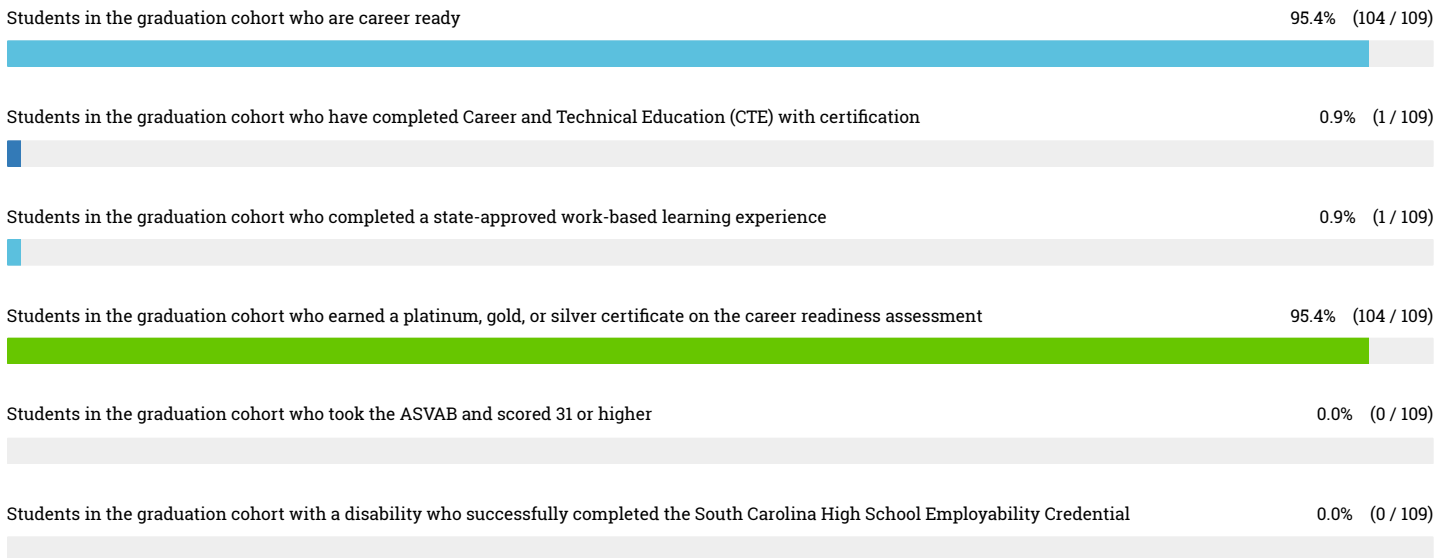 Students in the graduation cohort who are career ready 95.4% (104 / 109)
Students in the graduation cohort who have completed Career and Technical Education (CTE) with certification 0.9% (1 / 109)
Students in the graduation cohort who completed a state-approved work-based learning experience 0.9% (1 / 109)
Students in the graduation cohort who earned a platinum, gold, or silver certificate on the career readiness assessment 95.4% (104 / 109)
Students in the graduation cohort who took the ASVAB and scored 31 or higher 0.0% (0 / 109)
Students in the graduation cohort with a disability who successfully completed the South Carolina High School Employability Credential 0.0% (0 / 109)